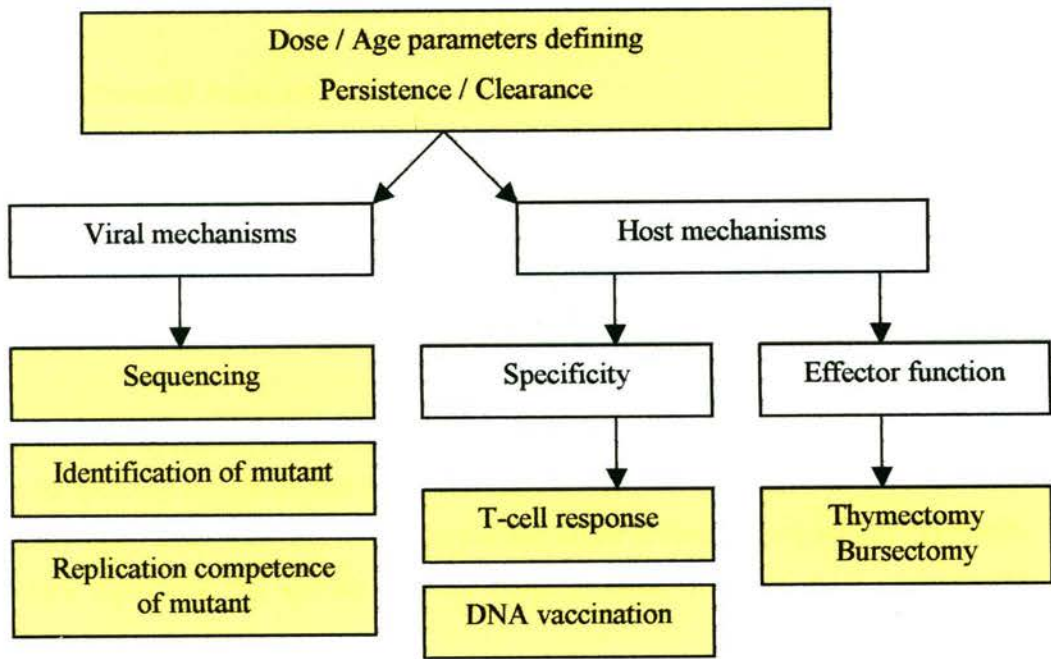 Dose / Age parameters defining
Persistence / Clearance
Viral mechanisms
Host mechanisms
Sequencing
Specificity
Effector function
Identification of mutant
T-cell response
Thymectomy
Bursectomy
Replication competence
of mutant
DNA vaccination